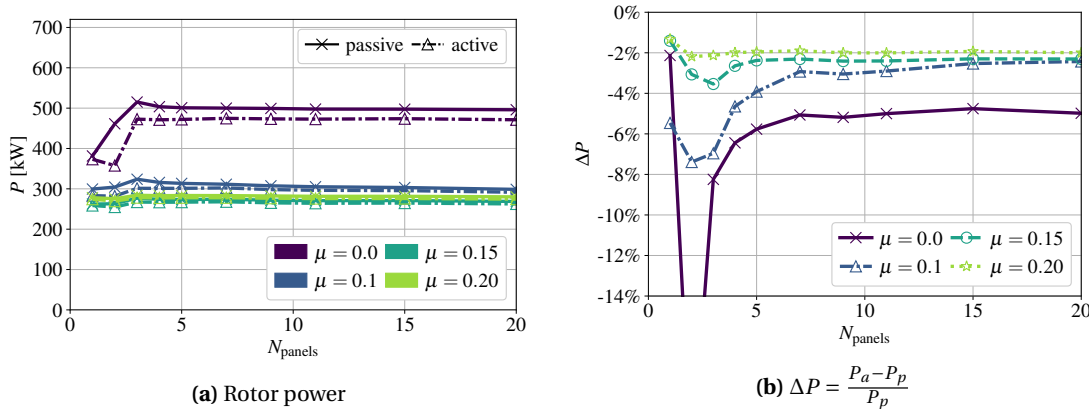 700
600
500
400
300
200
100
0
P [kW]
passive active
μ = 0.0 μ = 0.15
μ = 0.1 μ = 0.20
0 5 10 15 20
N_panels
(a) Rotor power
0%
-2%
-4%
-6%
-8%
-10%
-12%
-14%
ΔP
μ = 0.0 μ = 0.15
μ = 0.1 μ = 0.20
0 5 10 15 20
N_panels
(b) ΔP = \frac{P_a − P_p}{P_p}